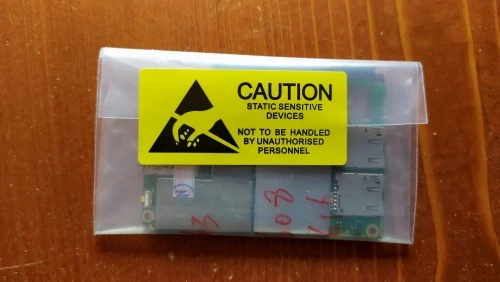 CAUTION
STATIC SENSITIVE
DEVICES
NOT TO BE HANDLED
BY UNAUTHORISED
PERSONNEL